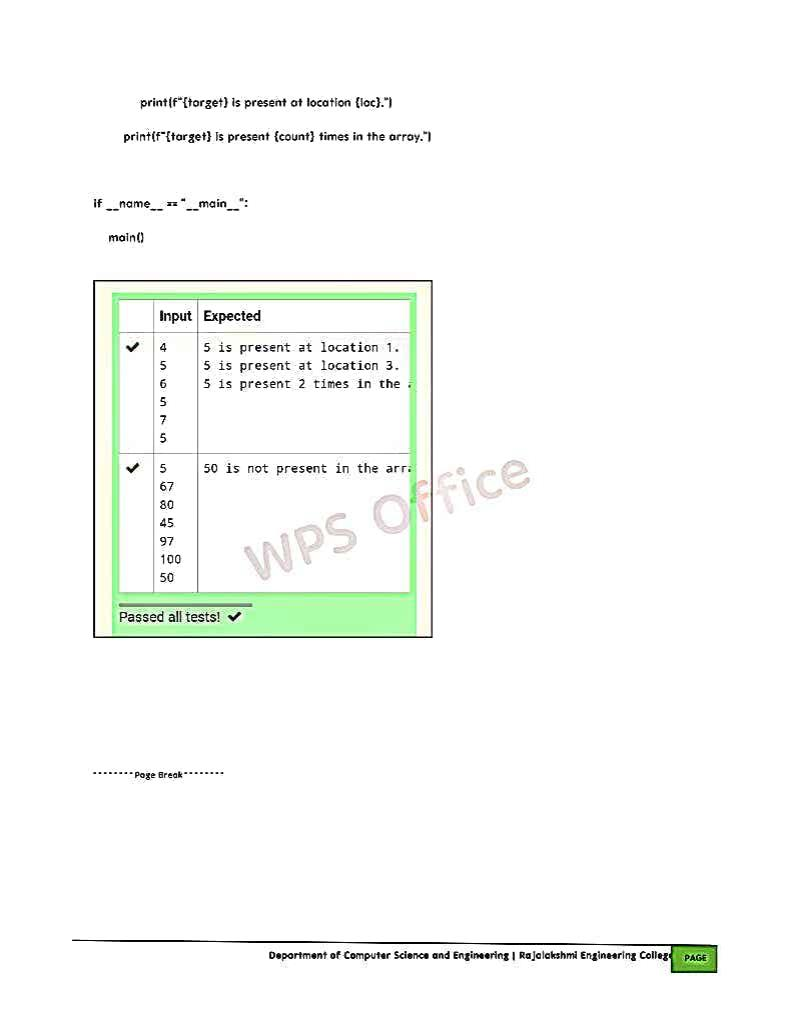 print(f"{target} is present at location {loc}.")
print(f"{target} is present {count} times in the array.")
if __name__ == "__main__":
main()
Input Expected
4 5 is present at location 1.
5 5 is present at location 3.
6 5 is present 2 times in the
5
7
5
5 50 is not present in the arr
67
80
45
97
100
50
WPS Office
Passed all tests!
--------Page Break--------
Department of Computer Science and Engineering | Rajalakshmi Engineering College
PAGE